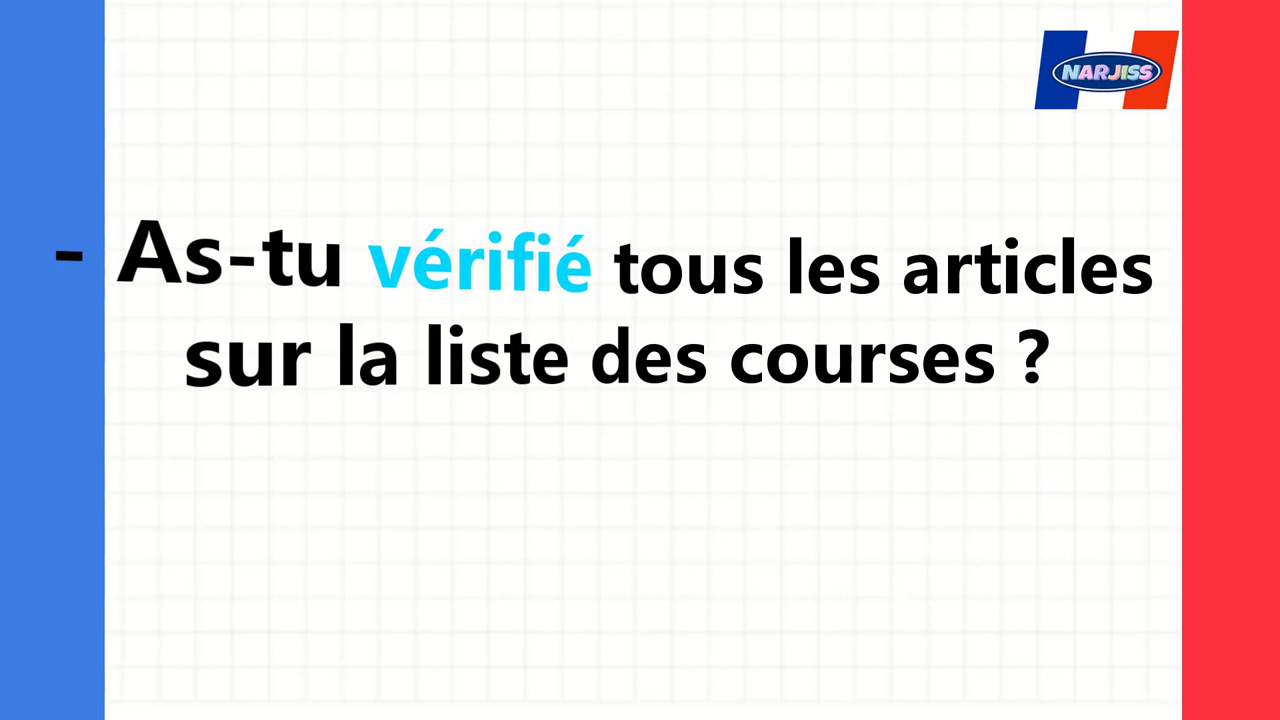 NARJISS
- As-tu vérifié tous les articles
sur la liste des courses ?